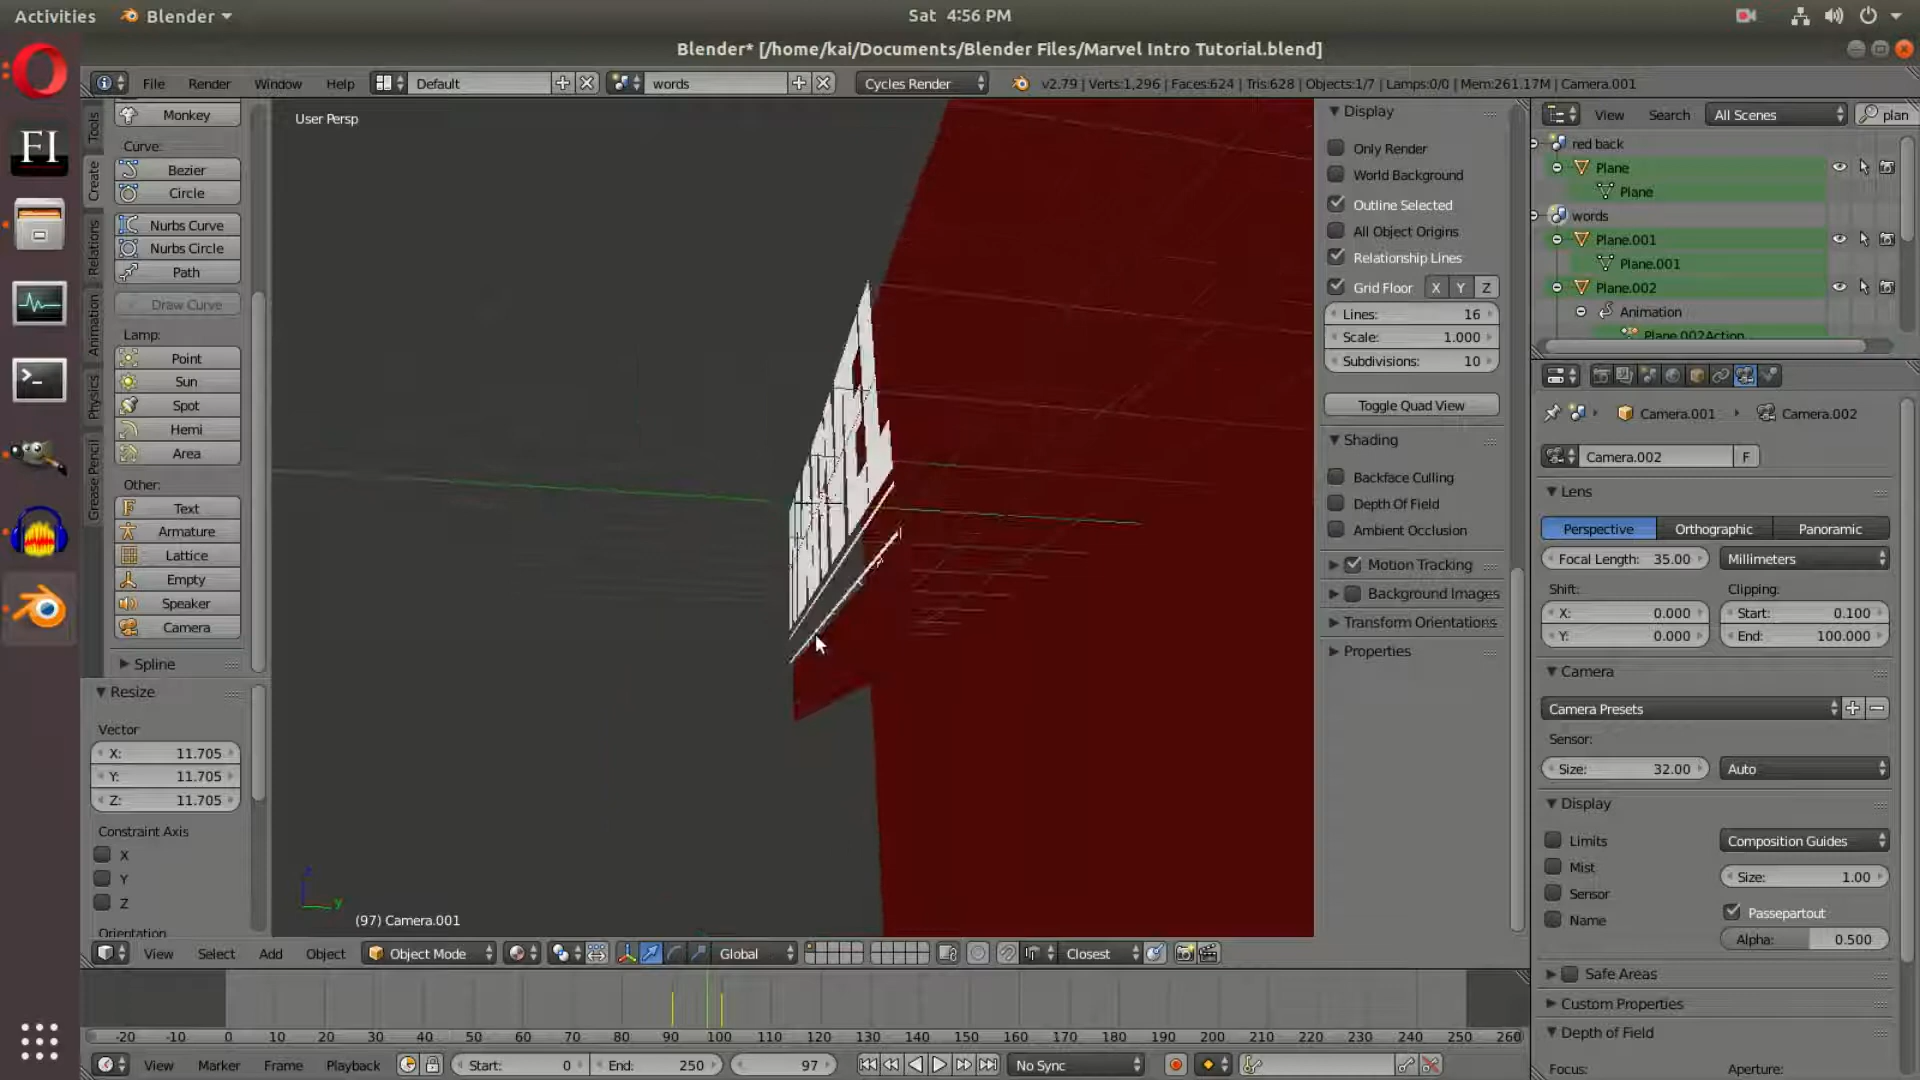 Activities
Blender
Sat 4:56 PM
Blender* [/home/kai/Documents/Blender Files/Marvel Intro Tutorial.blend]
File Render Window Help
Default
words
Cycles Render
v2.79 | Verts:1,296 | Faces:624 | Tris:628 | Objects:1/7 | Lamps:0/0 | Mem:261.17M | Camera.001
Tools
Create
Relations
Animation
Physics
Grease Pencil
Monkey
Curve:
Bezier
Circle
Nurbs Curve
Nurbs Circle
Path
Draw Curve
Lamp:
Point
Sun
Spot
Hemi
Area
Other:
Text
Armature
Lattice
Empty
Speaker
Camera
Spline
Resize
Vector
X: 11.705
Y: 11.705
Z: 11.705
Constraint Axis
X
Y
Z
Orientation
User Persp
z
y
(97) Camera.001
Display
Only Render
World Background
Outline Selected
All Object Origins
Relationship Lines
Grid Floor X Y Z
Lines: 16
Scale: 1.000
Subdivisions: 10
Toggle Quad View
Shading
Backface Culling
Depth Of Field
Ambient Occlusion
Motion Tracking
Background Images
Transform Orientations
Properties
View Search All Scenes plan
red back
Plane
Plane
words
Plane.001
Plane.001
Plane.002
Animation
Plane.002Action
Camera.001 Camera.002
Camera.002 F
Lens
Perspective Orthographic Panoramic
Focal Length: 35.00 Millimeters
Shift: Clipping:
X: 0.000 Start: 0.100
Y: 0.000 End: 100.000
Camera
Camera Presets
Sensor:
Size: 32.00 Auto
Display
Limits Composition Guides
Mist Size: 1.00
Sensor
Name Passepartout
Alpha: 0.500
Safe Areas
Custom Properties
Depth of Field
Focus: Aperture:
View Select Add Object Object Mode Global Closest
-20 -10 0 10 20 30 40 50 60 70 80 90 100 110 120 130 140 150 160 170 180 190 200 210 220 230 240 250 260
View Marker Frame Playback Start: 0 End: 250 97 No Sync
FI